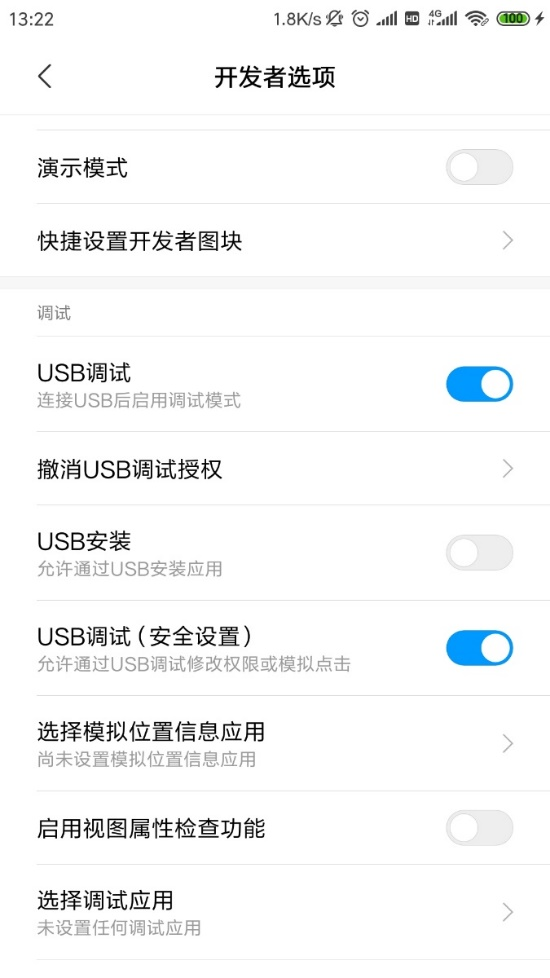 13:22 1.8K/s HD 4G 100
开发者选项
演示模式
快捷设置开发者图块
调试
USB调试
连接USB后启用调试模式
撤消USB调试授权
USB安装
允许通过USB安装应用
USB调试（安全设置）
允许通过USB调试修改权限或模拟点击
选择模拟位置信息应用
尚未设置模拟位置信息应用
启用视图属性检查功能
选择调试应用
未设置任何调试应用